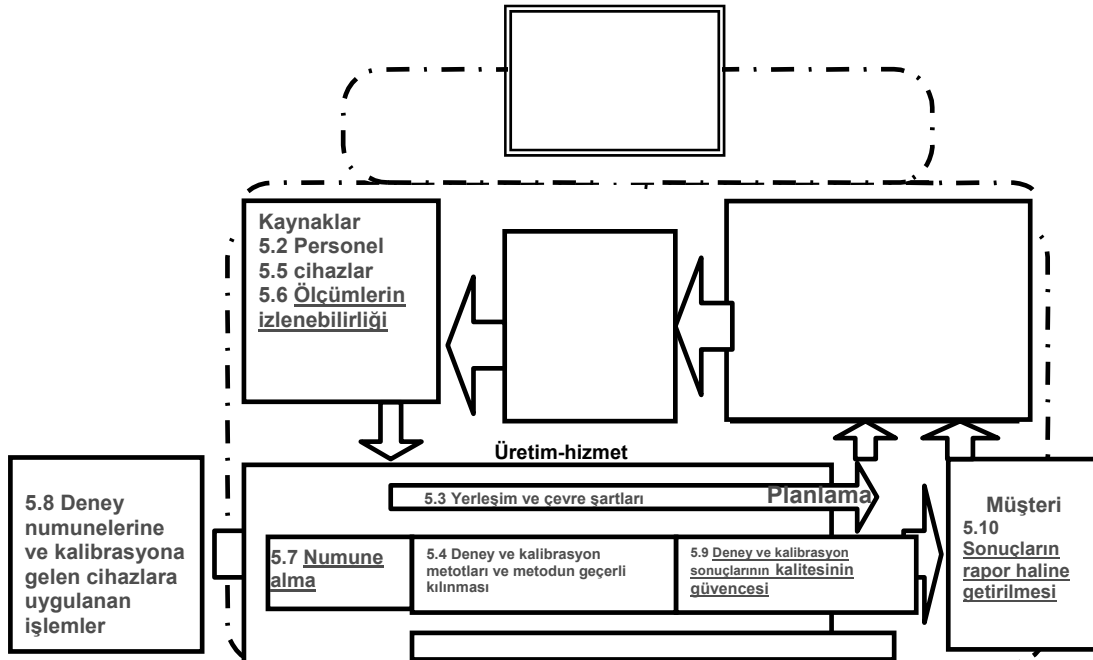 Kaynaklar
5.2 Personel
5.5 cihazlar
5.6 Ölçümlerin
izlenebilirliği
Üretim-hizmet
5.3 Yerleşim ve çevre şartları
Planlama
5.8 Deney
numunelerine
ve kalibrasyona
gelen cihazlara
uygulanan
işlemler
5.7 Numune
alma
5.4 Deney ve kalibrasyon
metotları ve metodun geçerli
kılınması
5.9 Deney ve kalibrasyon
sonuçlarının kalitesinin
güvencesi
Müşteri
5.10
Sonuçların
rapor haline
getirilmesi